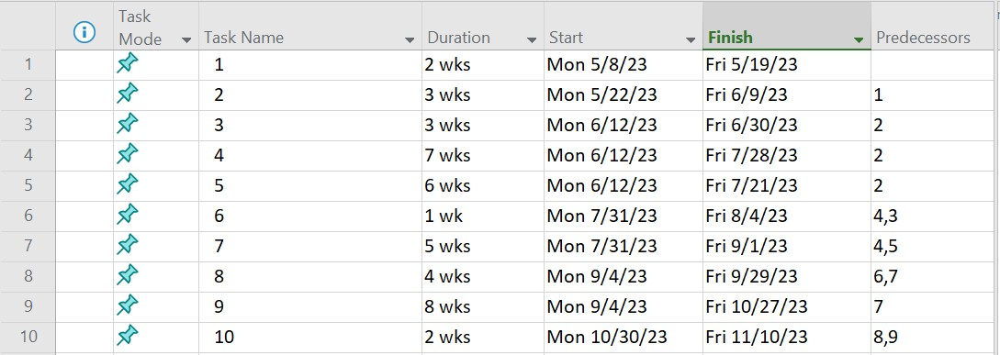 Task Mode Task Name Duration Start Finish Predecessors
1 1 2 wks Mon 5/8/23 Fri 5/19/23
2 2 3 wks Mon 5/22/23 Fri 6/9/23 1
3 3 3 wks Mon 6/12/23 Fri 6/30/23 2
4 4 7 wks Mon 6/12/23 Fri 7/28/23 2
5 5 6 wks Mon 6/12/23 Fri 7/21/23 2
6 6 1 wk Mon 7/31/23 Fri 8/4/23 4,3
7 7 5 wks Mon 7/31/23 Fri 9/1/23 4,5
8 8 4 wks Mon 9/4/23 Fri 9/29/23 6,7
9 9 8 wks Mon 9/4/23 Fri 10/27/23 7
10 10 2 wks Mon 10/30/23 Fri 11/10/23 8,9